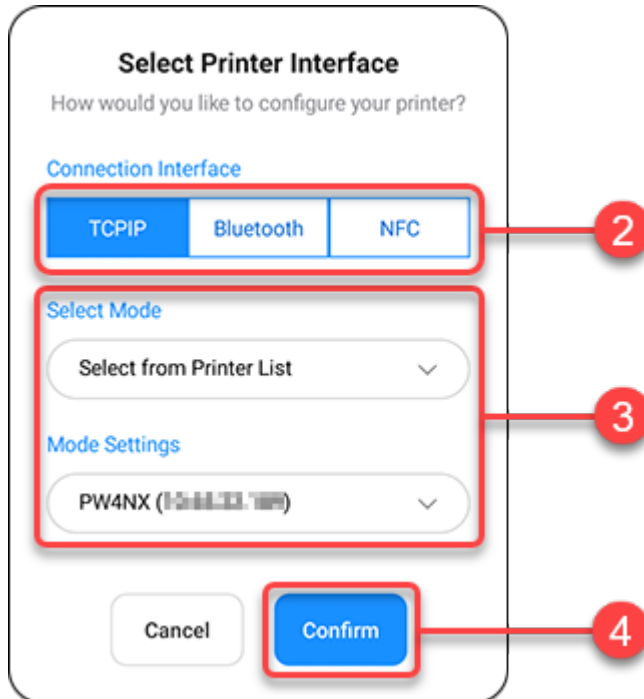 Select Printer Interface
How would you like to configure your printer?
Connection Interface
TCPIP Bluetooth NFC
2
Select Mode
Select from Printer List
3
Mode Settings
PW4NX ( )
Cancel Confirm
4